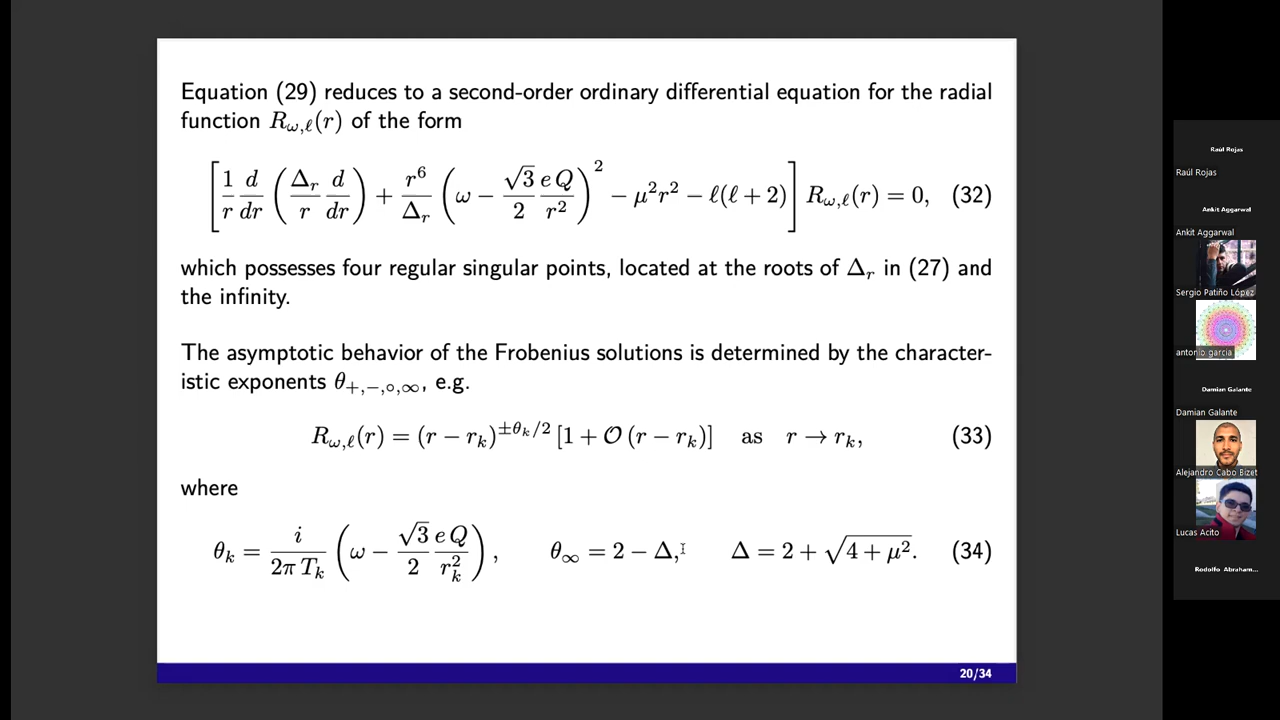 Equation (29) reduces to a second-order ordinary differential equation for the radial
function R_{ω,ℓ}(r) of the form
[1/r d/dr (Δ_r/r d/dr) + r^6/Δ_r (ω − √3/2 eQ/r^2)^2 − μ^2r^2 − ℓ(ℓ + 2)] R_{ω,ℓ}(r) = 0, (32)
which possesses four regular singular points, located at the roots of Δ_r in (27) and
the infinity.
The asymptotic behavior of the Frobenius solutions is determined by the character-
istic exponents θ_{+,−,∘,∞}, e.g.
R_{ω,ℓ}(r) = (r − r_k)^{±θ_k/2} [1 + O (r − r_k)] as r → r_k, (33)
where
θ_k = i/(2π T_k) (ω − √3/2 eQ/r_k^2), θ_∞ = 2 − Δ, Δ = 2 + √(4 + μ^2). (34)
20/34
Raúl Rojas
Raúl Rojas
Ankit Aggarwal
Ankit Aggarwal
Sergio Patiño López
antonio garcia
Damian Galante
Damian Galante
Alejandro Cabo Bizet
Lucas Acito
Rodolfo Abraham...